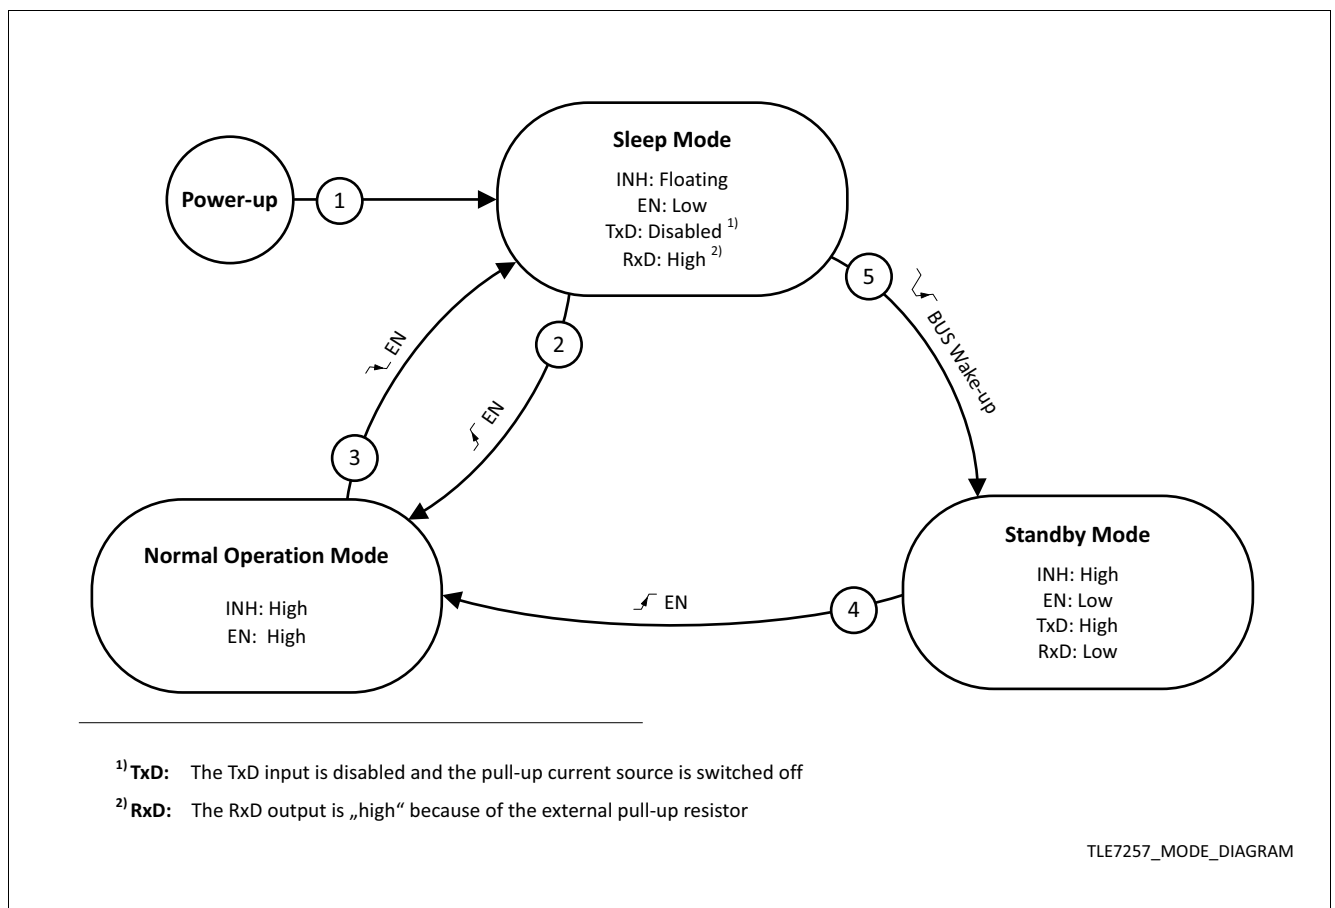 Sleep Mode
INH: Floating
EN: Low
TxD: Disabled 1)
RxD: High 2)
Power-up
1
5
BUS Wake-up
2
EN
EN
3
Normal Operation Mode
INH: High
EN: High
Standby Mode
INH: High
EN: Low
TxD: High
RxD: Low
EN
4
1) TxD: The TxD input is disabled and the pull-up current source is switched off
2) RxD: The RxD output is „high“ because of the external pull-up resistor
TLE7257_MODE_DIAGRAM